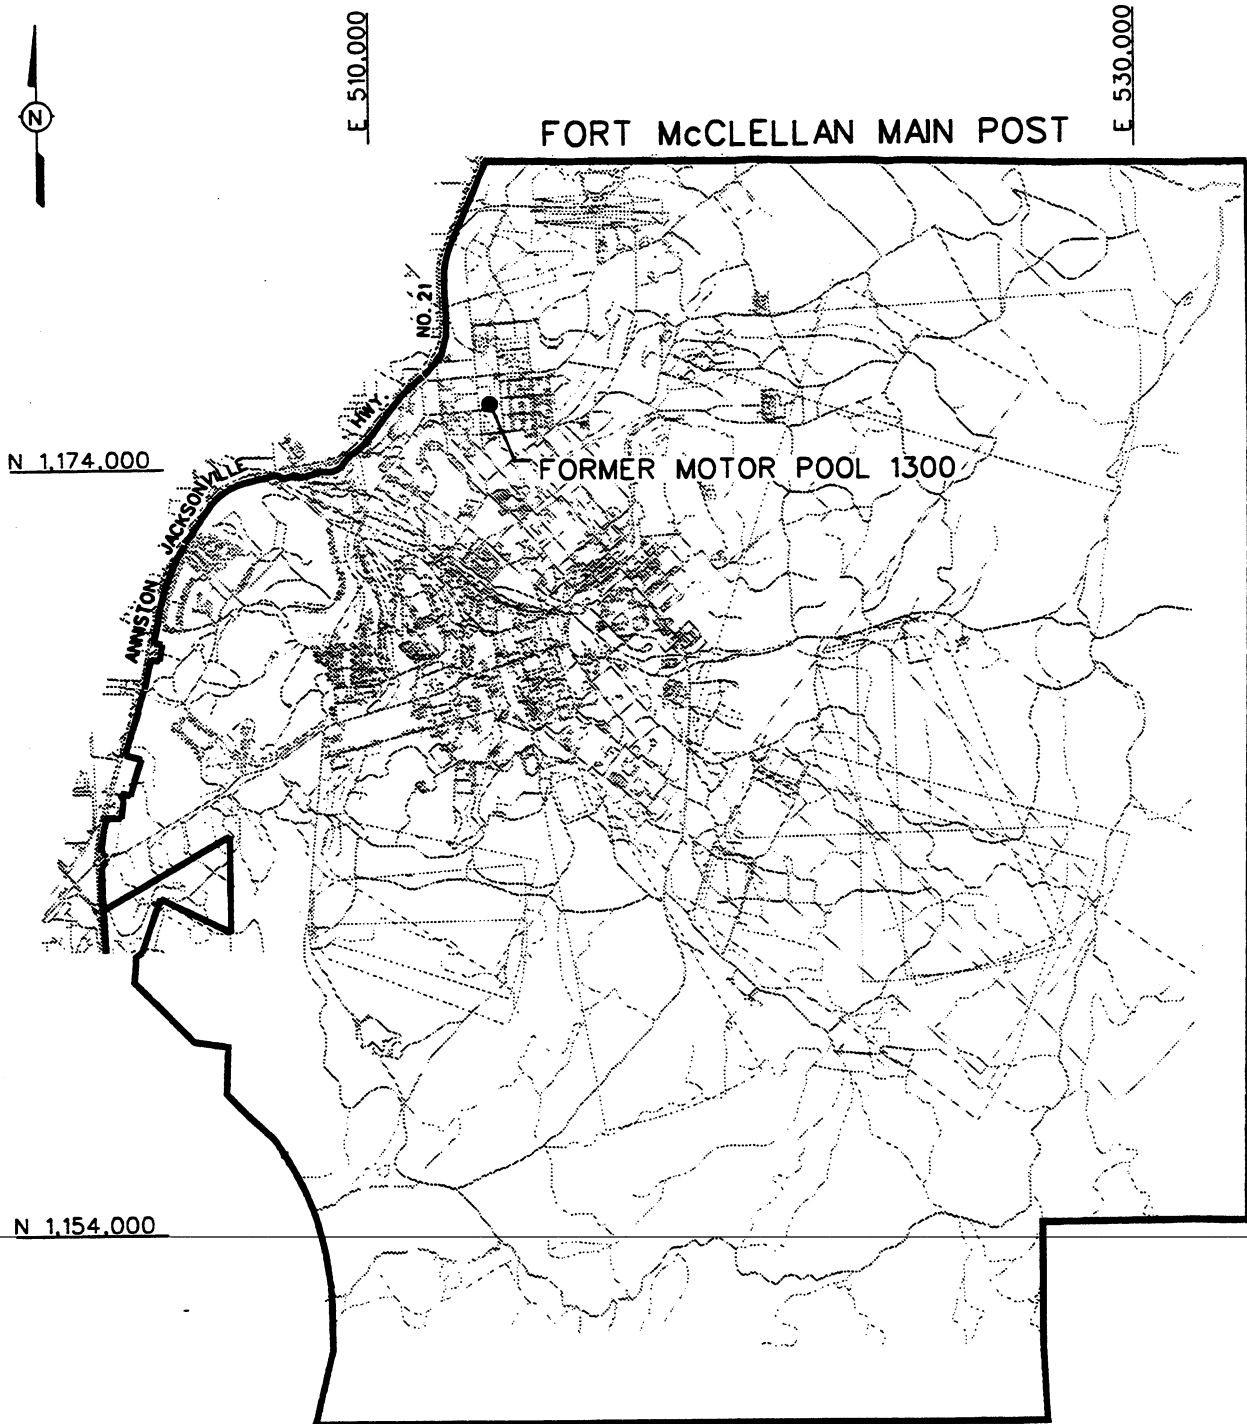 E 510,000
E 530,000
N
FORT McCLELLAN MAIN POST
NO. 21
HWY.
N 1,174,000
FORMER MOTOR POOL 1300
JACKSONVILLE
ANNISTON
N 1,154,000